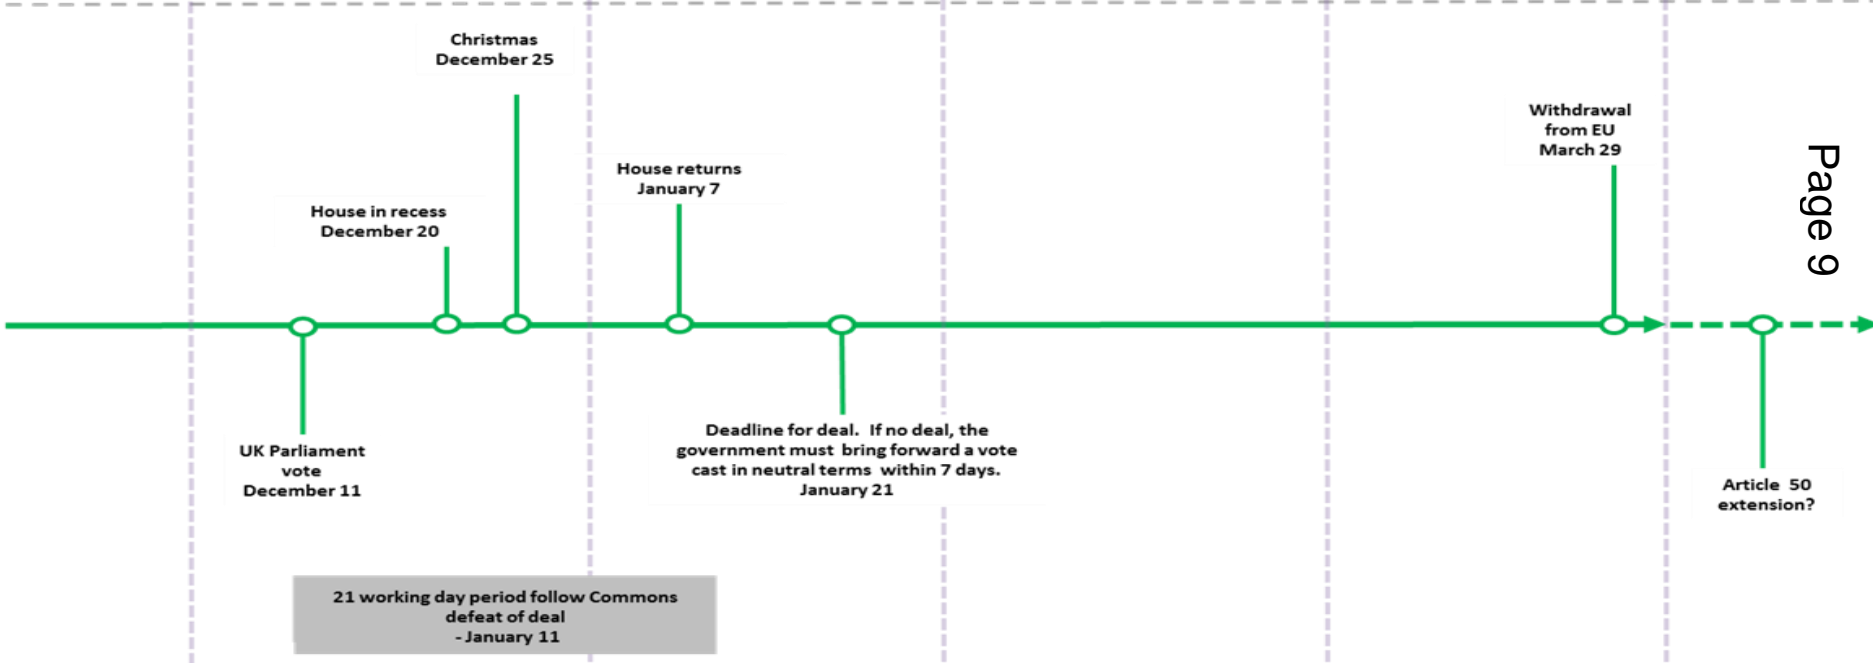 Christmas
December 25
Withdrawal
from EU
March 29
House returns
January 7
House in recess
December 20
Page 9
UK Parliament
vote
December 11
Deadline for deal.  If no deal, the
government must  bring forward a vote
cast in neutral terms  within 7 days.
January 21
Article  50
extension?
21 working day period follow Commons
defeat of deal
- January 11